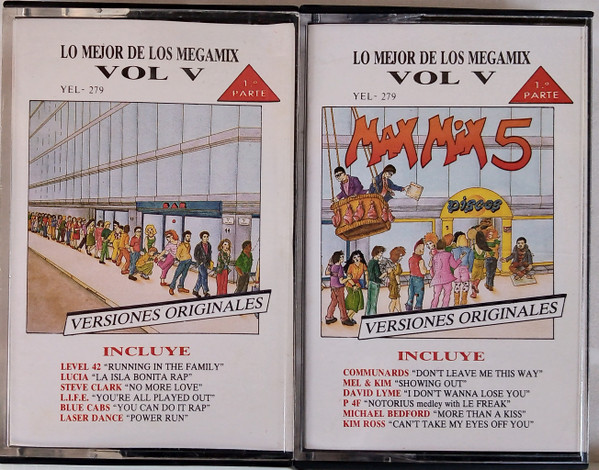 LO MEJOR DE LOS MEGAMIX
VOL V
YEL- 279
1.ª
PARTE
BAR
VERSIONES ORIGINALES
INCLUYE
LEVEL 42 “RUNNING IN THE FAMILY”
LUCIA “LA ISLA BONITA RAP”
STEVE CLARK “NO MORE LOVE”
L.I.F.E. “YOU'RE ALL PLAYED OUT”
BLUE CABS “YOU CAN DO IT RAP”
LASER DANCE “POWER RUN”
LO MEJOR DE LOS MEGAMIX
VOL V
YEL- 279
1.ª
PARTE
MAX MIX 5
DISCOS
VERSIONES ORIGINALES
INCLUYE
COMMUNARDS “DON'T LEAVE ME THIS WAY”
MEL & KIM “SHOWING OUT”
DAVID LYME “I DON'T WANNA LOSE YOU”
P 4F “NOTORIUS medley with LE FREAK”
MICHAEL BEDFORD “MORE THAN A KISS”
KIM ROSS “CAN'T TAKE MY EYES OFF YOU”